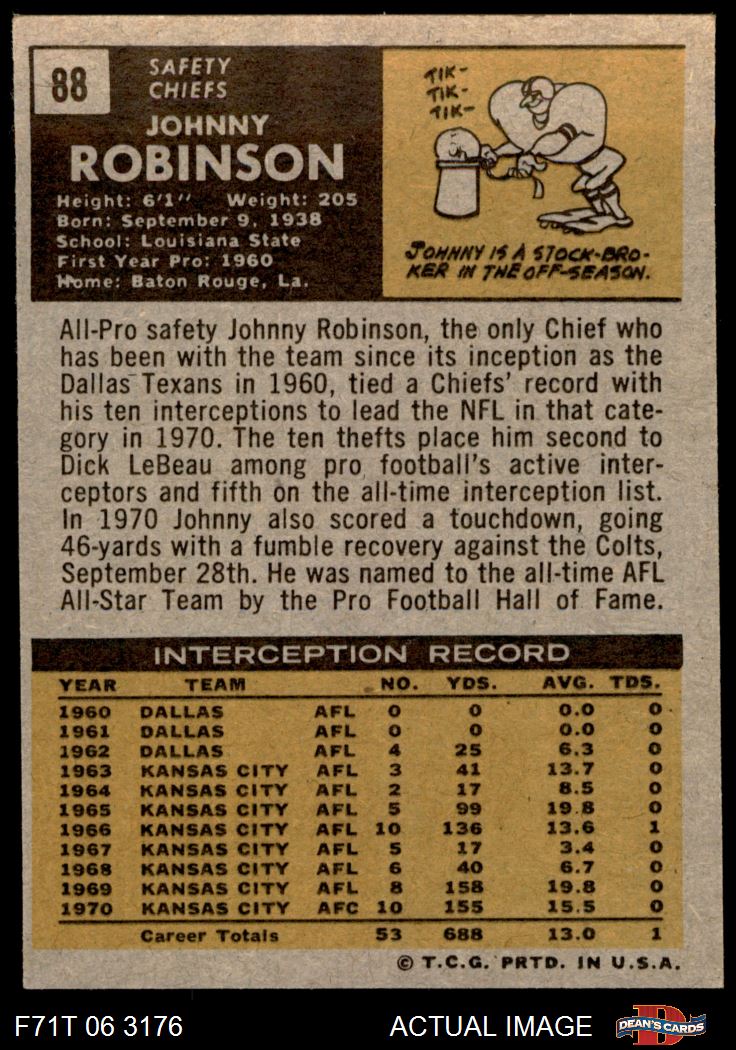 88
SAFETY
CHIEFS
JOHNNY
ROBINSON
Height: 6'1" Weight: 205
Born: September 9, 1938
School: Louisiana State
First Year Pro: 1960
Home: Baton Rouge, La.
TIK-
TIK-
TIK-
JOHNNY IS A STOCK-BRO-
KER IN THE OFF-SEASON.
All-Pro safety Johnny Robinson, the only Chief who
has been with the team since its inception as the
Dallas Texans in 1960, tied a Chiefs' record with
his ten interceptions to lead the NFL in that cate-
gory in 1970. The ten thefts place him second to
Dick LeBeau among pro football's active inter-
ceptors and fifth on the all-time interception list.
In 1970 Johnny also scored a touchdown, going
46-yards with a fumble recovery against the Colts,
September 28th. He was named to the all-time AFL
All-Star Team by the Pro Football Hall of Fame.
INTERCEPTION RECORD
YEAR TEAM NO. YDS. AVG. TDS.
1960 DALLAS AFL 0 0 0.0 0
1961 DALLAS AFL 0 0 0.0 0
1962 DALLAS AFL 4 25 6.3 0
1963 KANSAS CITY AFL 3 41 13.7 0
1964 KANSAS CITY AFL 2 17 8.5 0
1965 KANSAS CITY AFL 5 99 19.8 0
1966 KANSAS CITY AFL 10 136 13.6 1
1967 KANSAS CITY AFL 5 17 3.4 0
1968 KANSAS CITY AFL 6 40 6.7 0
1969 KANSAS CITY AFL 8 158 19.8 0
1970 KANSAS CITY AFC 10 155 15.5 0
Career Totals 53 688 13.0 1
© T.C.G. PRTD. IN U.S.A.
F71T 06 3176 ACTUAL IMAGE DEAN'S CARDS